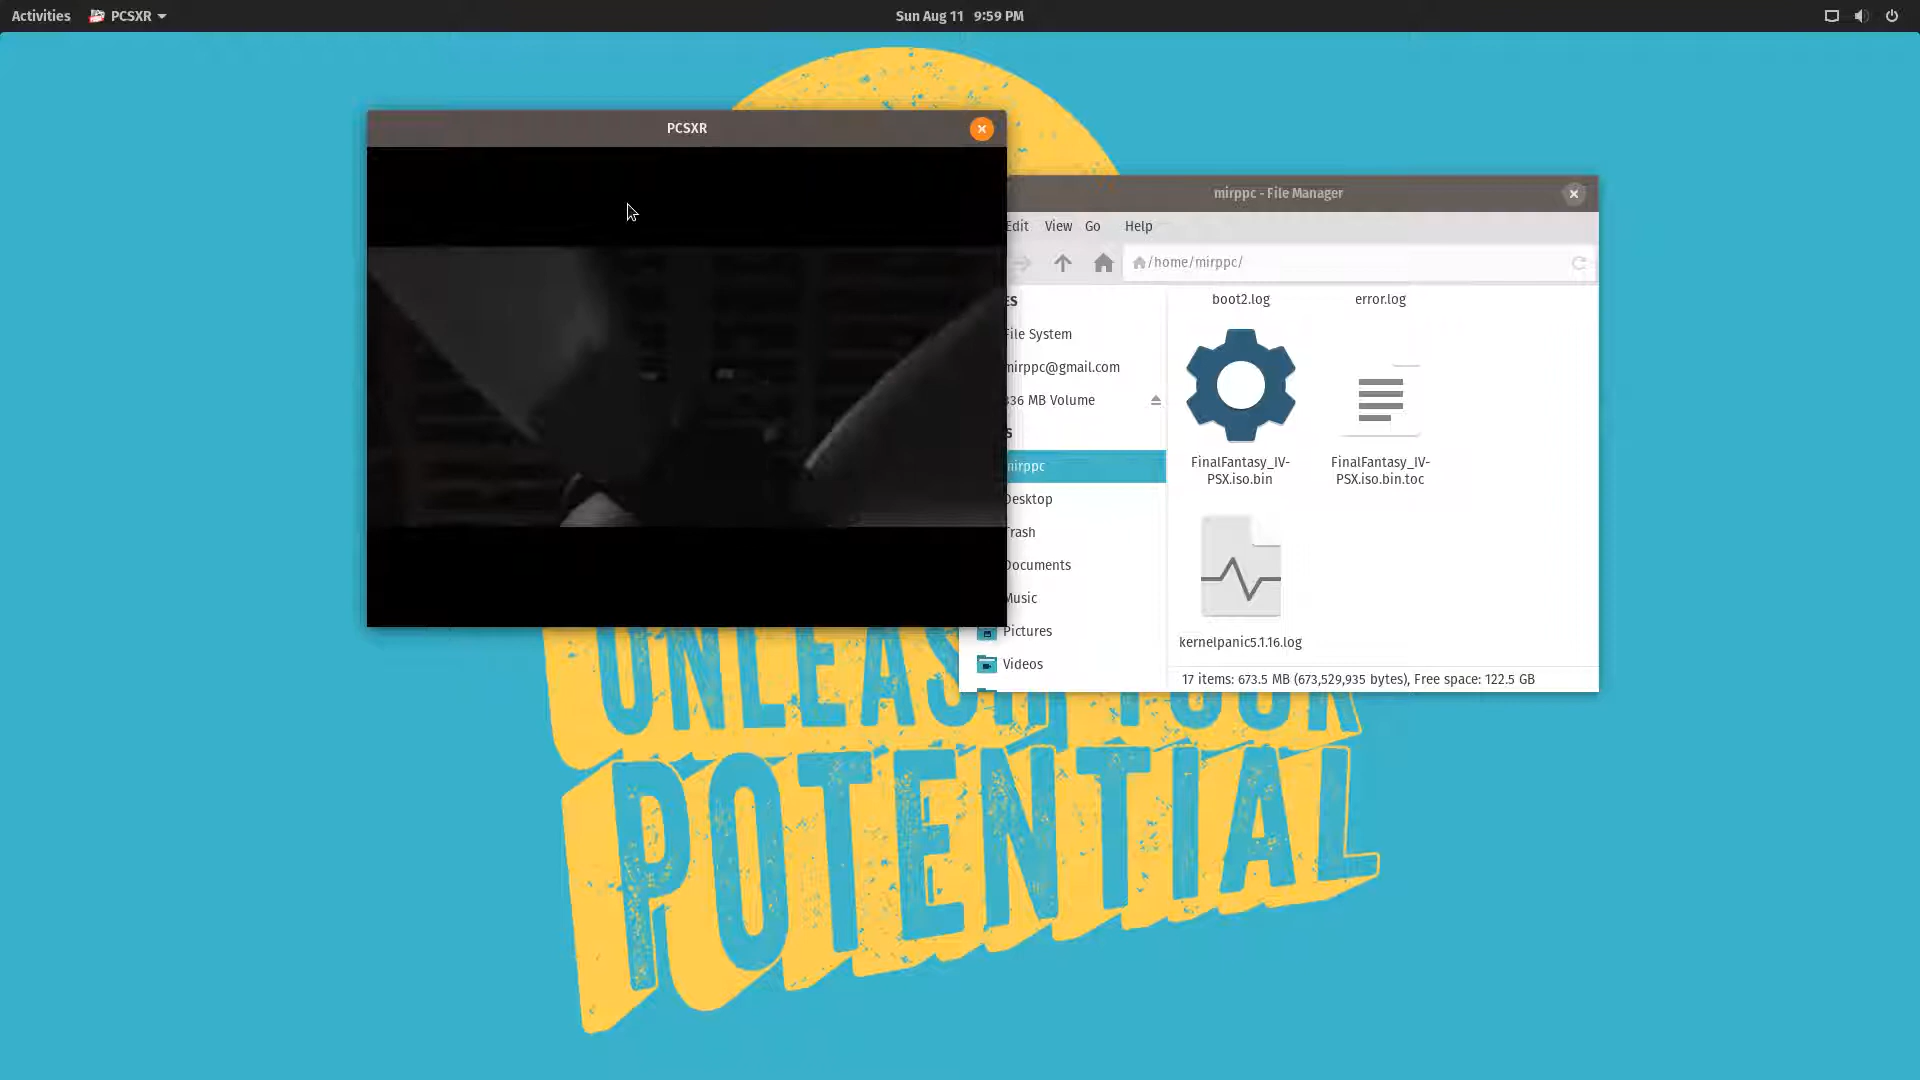 Activities PCSXR Sun Aug 11 9:59 PM
PCSXR
mirppc - File Manager
Edit View Go Help
/home/mirppc/
ES
File System
mirppc@gmail.com
336 MB Volume
S
mirppc
Desktop
Trash
Documents
Music
Pictures
Videos
boot2.log error.log
FinalFantasy_IV-
PSX.iso.bin
FinalFantasy_IV-
PSX.iso.bin.toc
kernelpanic5.1.16.log
17 items: 673.5 MB (673,529,935 bytes), Free space: 122.5 GB
UNLEASH YOUR
POTENTIAL